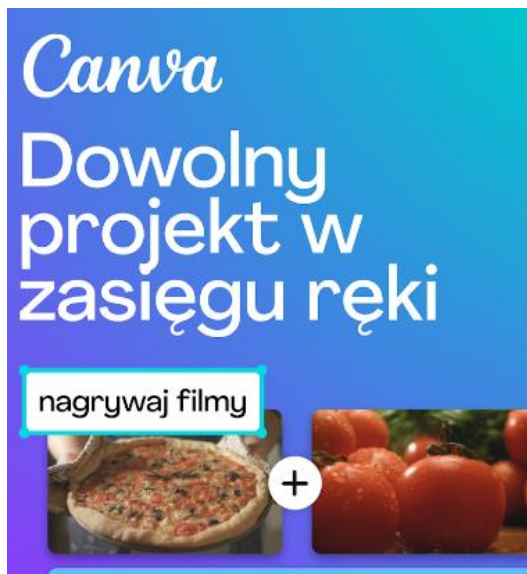 Canva
Dowolny
projekt w
zasięgu ręki
nagrywaj filmy